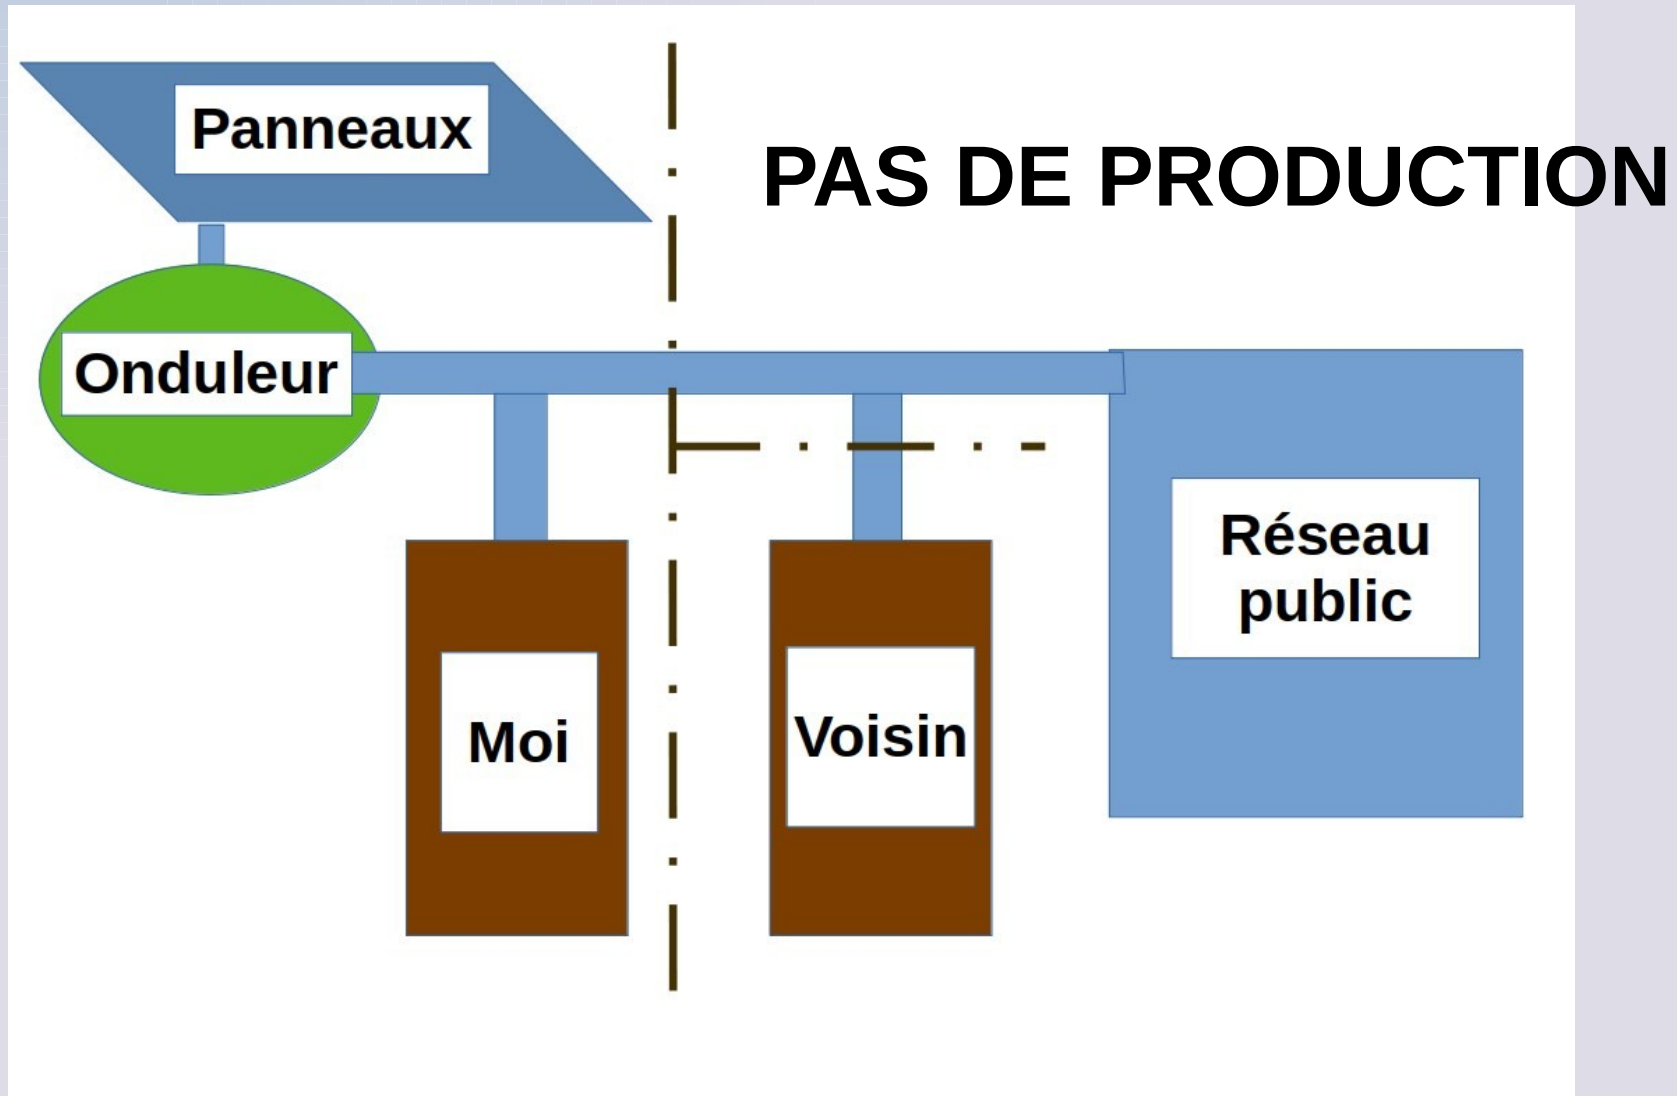 Panneaux
PAS DE PRODUCTION
Onduleur
Réseau
public
Moi
Voisin